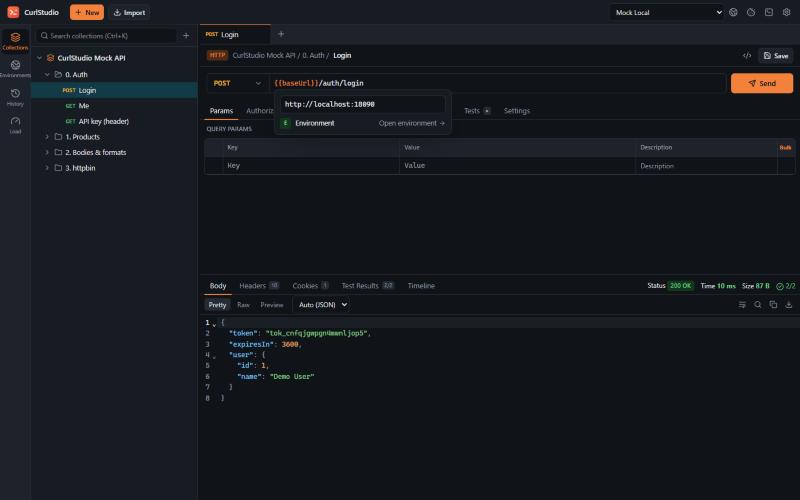 CurlStudio
+ New
Import
Mock Local
Collections
Environments
History
Load
Search collections (Ctrl+K)
CurlStudio Mock API
0. Auth
POST Login
GET Me
GET API key (header)
1. Products
2. Bodies & formats
3. httpbin
POST Login
HTTP CurlStudio Mock API / 0. Auth / Login
</> Save
POST
{{baseUrl}}/auth/login
Send
http://localhost:18090
E Environment Open environment →
Params Authoriz Tests Settings
QUERY PARAMS
Key Value Description Bulk
Key Value Description
Body Headers 10 Cookies 1 Test Results 2/2 Timeline
Status 200 OK Time 10 ms Size 87 B 2/2
Pretty Raw Preview Auto (JSON)
1 {
2 "token": "tok_cnfqjgwpgn4mwnljop5",
3 "expiresIn": 3600,
4 "user": {
5 "id": 1,
6 "name": "Demo User"
7 }
8 }